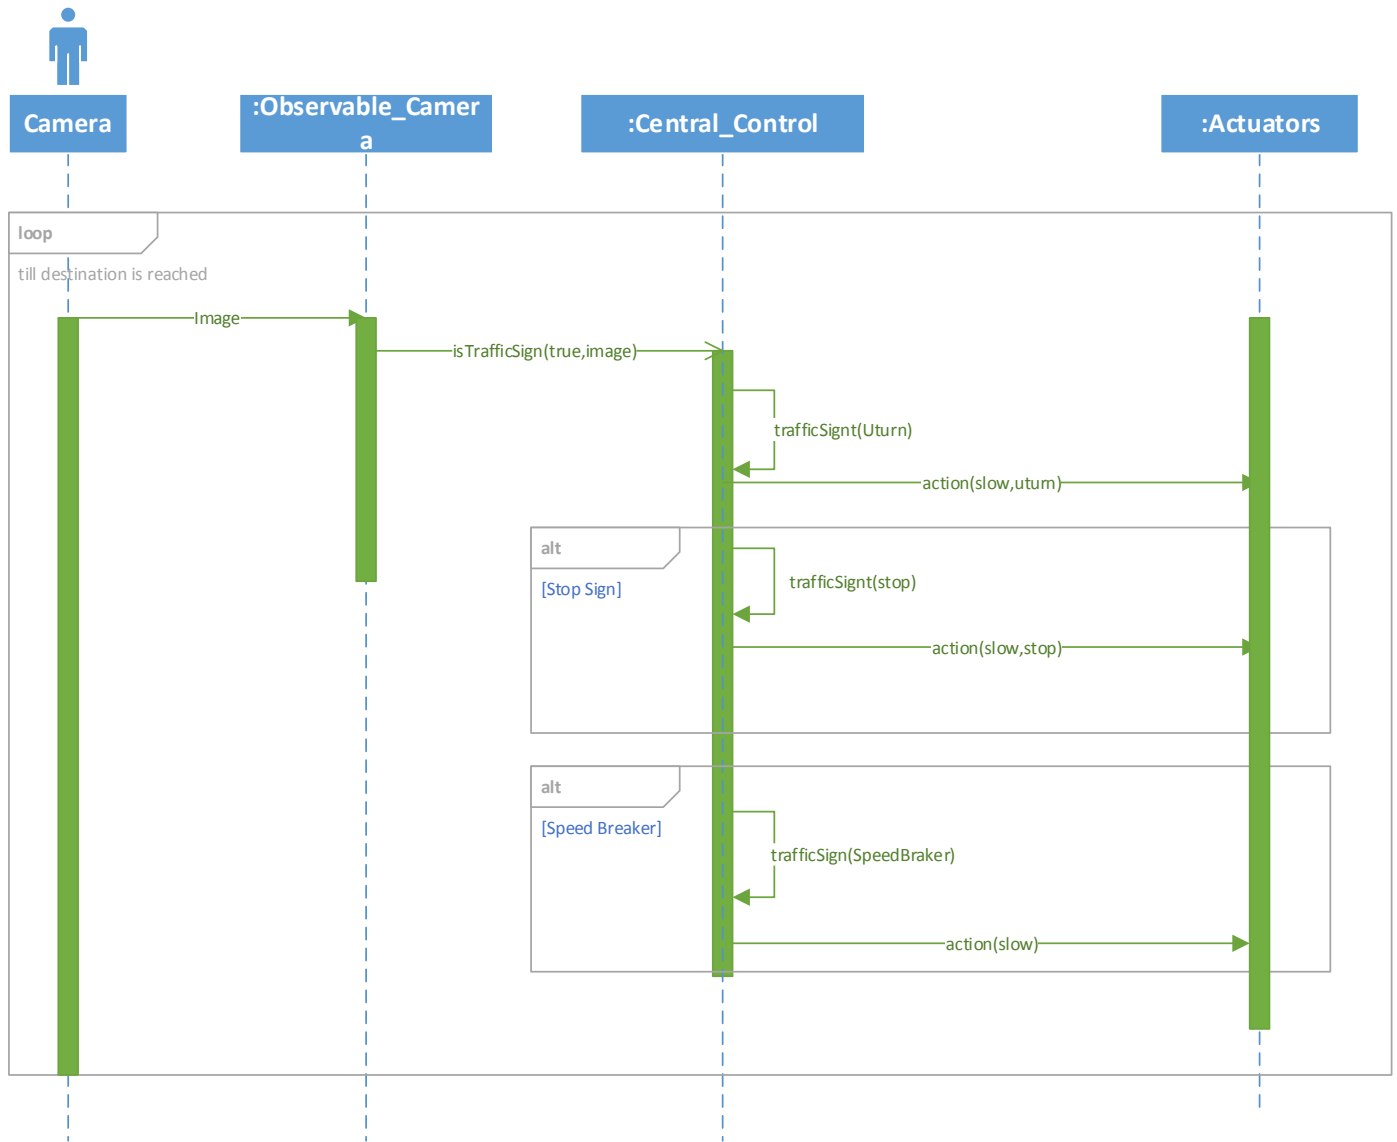 Camera
:Observable_Camer
a
:Central_Control
:Actuators
loop
till destination is reached
Image
isTrafficSign(true,image)
trafficSignt(Uturn)
action(slow,uturn)
alt
[Stop Sign]
trafficSignt(stop)
action(slow,stop)
alt
[Speed Breaker]
trafficSign(SpeedBraker)
action(slow)